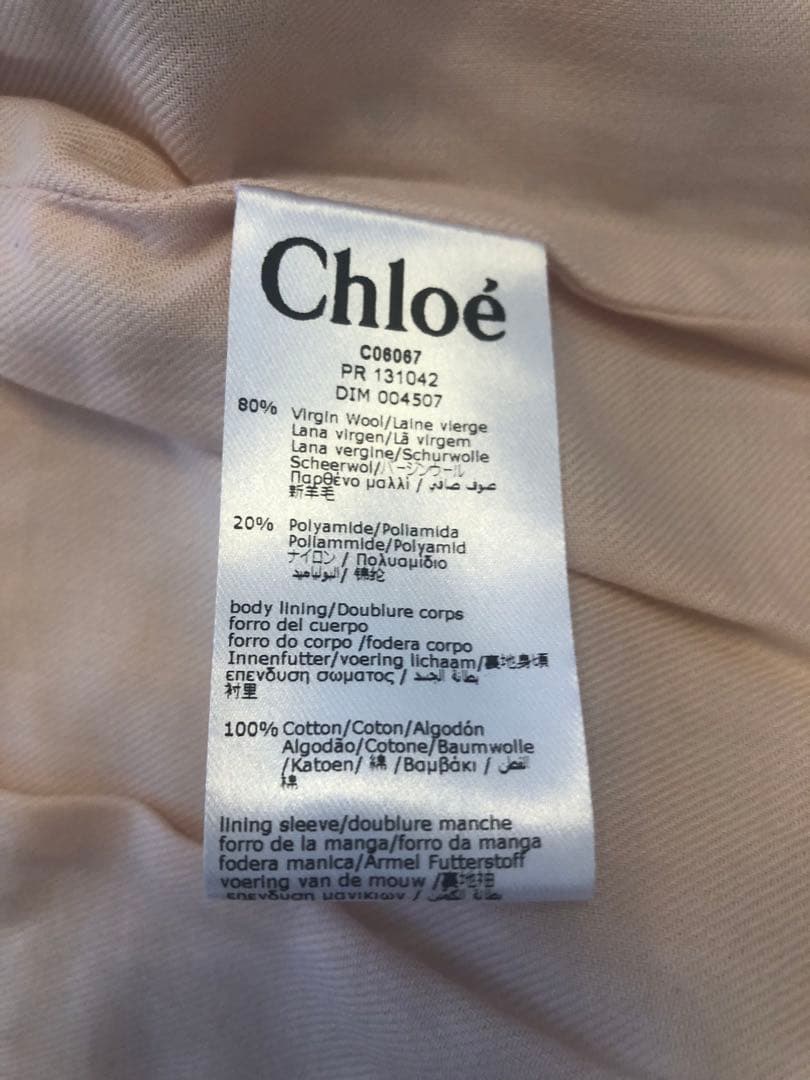 Chloé
C06067
PR 131042
DIM 004507
80% Virgin Wool/Laine vierge
Lana virgen/Lã virgem
Lana vergine/Schurwolle
Scheerwol/バージンウール
Παρθένο μαλλί / صوف صافي
新羊毛
20% Polyamide/Poliamida
Poliammide/Polyamid
ナイロン / Πολυαμίδιο
البولياميد / 锦纶
body lining/Doublure corps
forro del cuerpo
forro do corpo /fodera corpo
Innenfutter/voering lichaam/裏地身頃
επενδυση σωματος / بطانة الجسد
衬里
100% Cotton/Coton/Algodón
Algodão/Cotone/Baumwolle
/Katoen/ 綿 /Βαμβάκι / القطن
棉
lining sleeve/doublure manche
forro de la manga/forro da manga
fodera manica/Ärmel Futterstoff
voering van de mouw /裏地袖
επενδυση μανικιων /